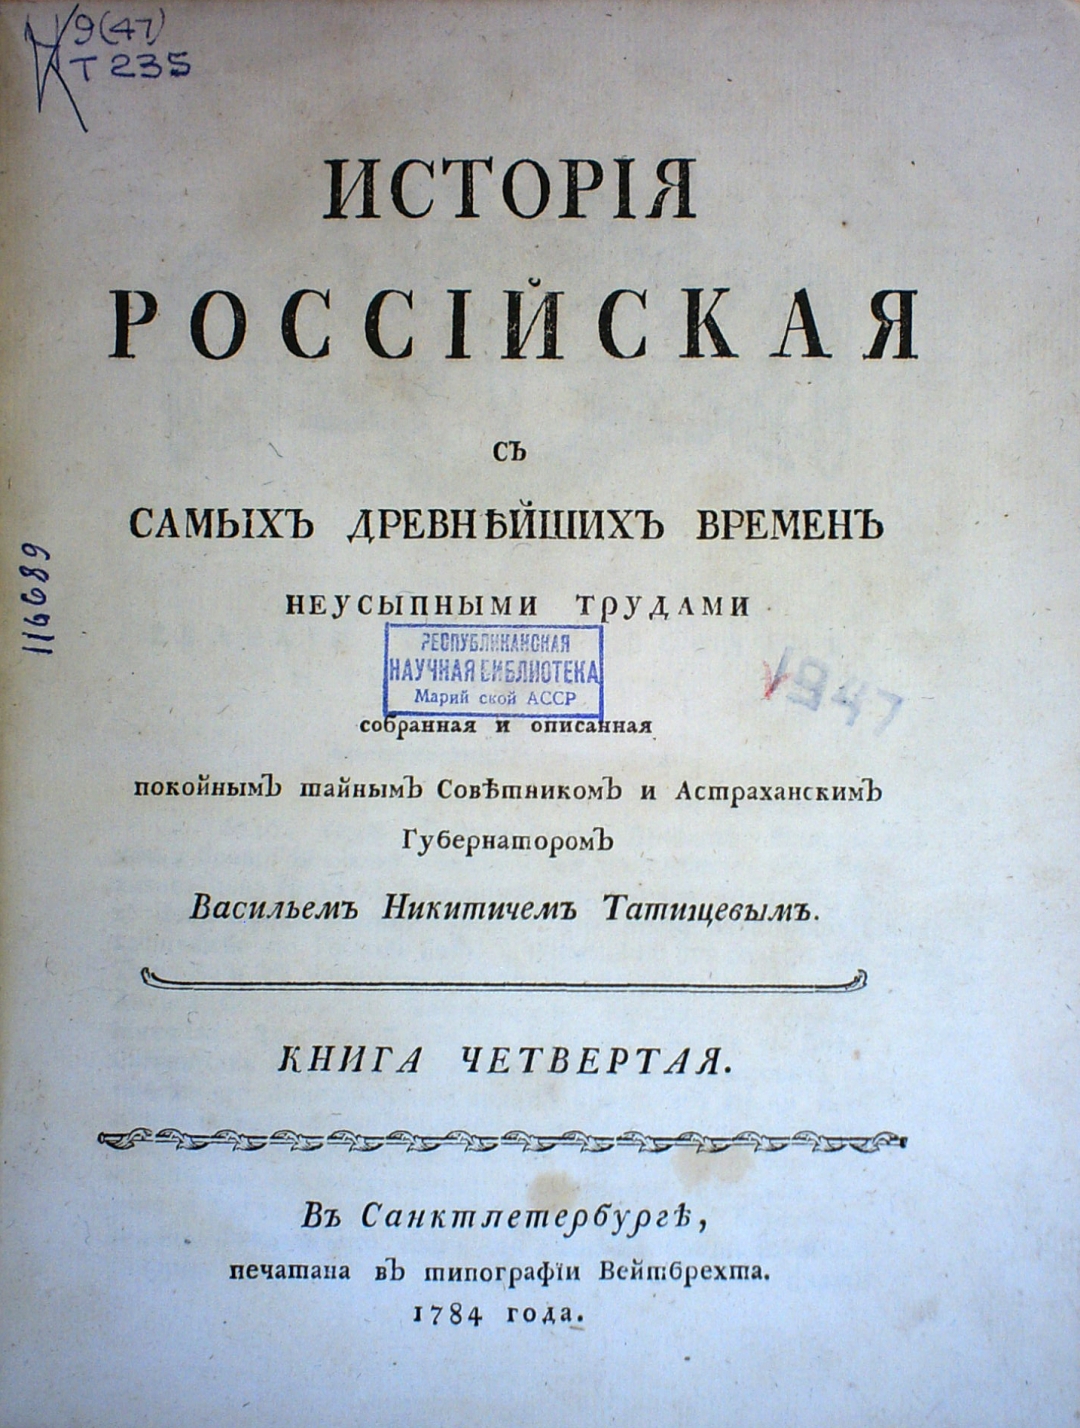 9(47)
Т 235
ИСТОРІЯ
РОССІЙСКАЯ
СЪ
САМЫХЪ ДРЕВНѢЙШИХЪ ВРЕМЕНЪ
НЕУСЫПНЫМИ ТРУДАМИ
116689
РЕСПУБЛИКАНСКАЯ
НАУЧНАЯ БИБЛИОТЕКА
Марий ской АССР
1947
собранная и описанная
покойнымЪ тайнымЪ СовѣтникомЪ и АстраханскимЪ
ГубернаторомЪ
Васильемъ Никитичемъ Татищевымъ.
КНИГА ЧЕТВЕРТАЯ.
Въ Санктпетербургѣ,
печатана вЪ типографїи Вейтбрехта.
1784 года.